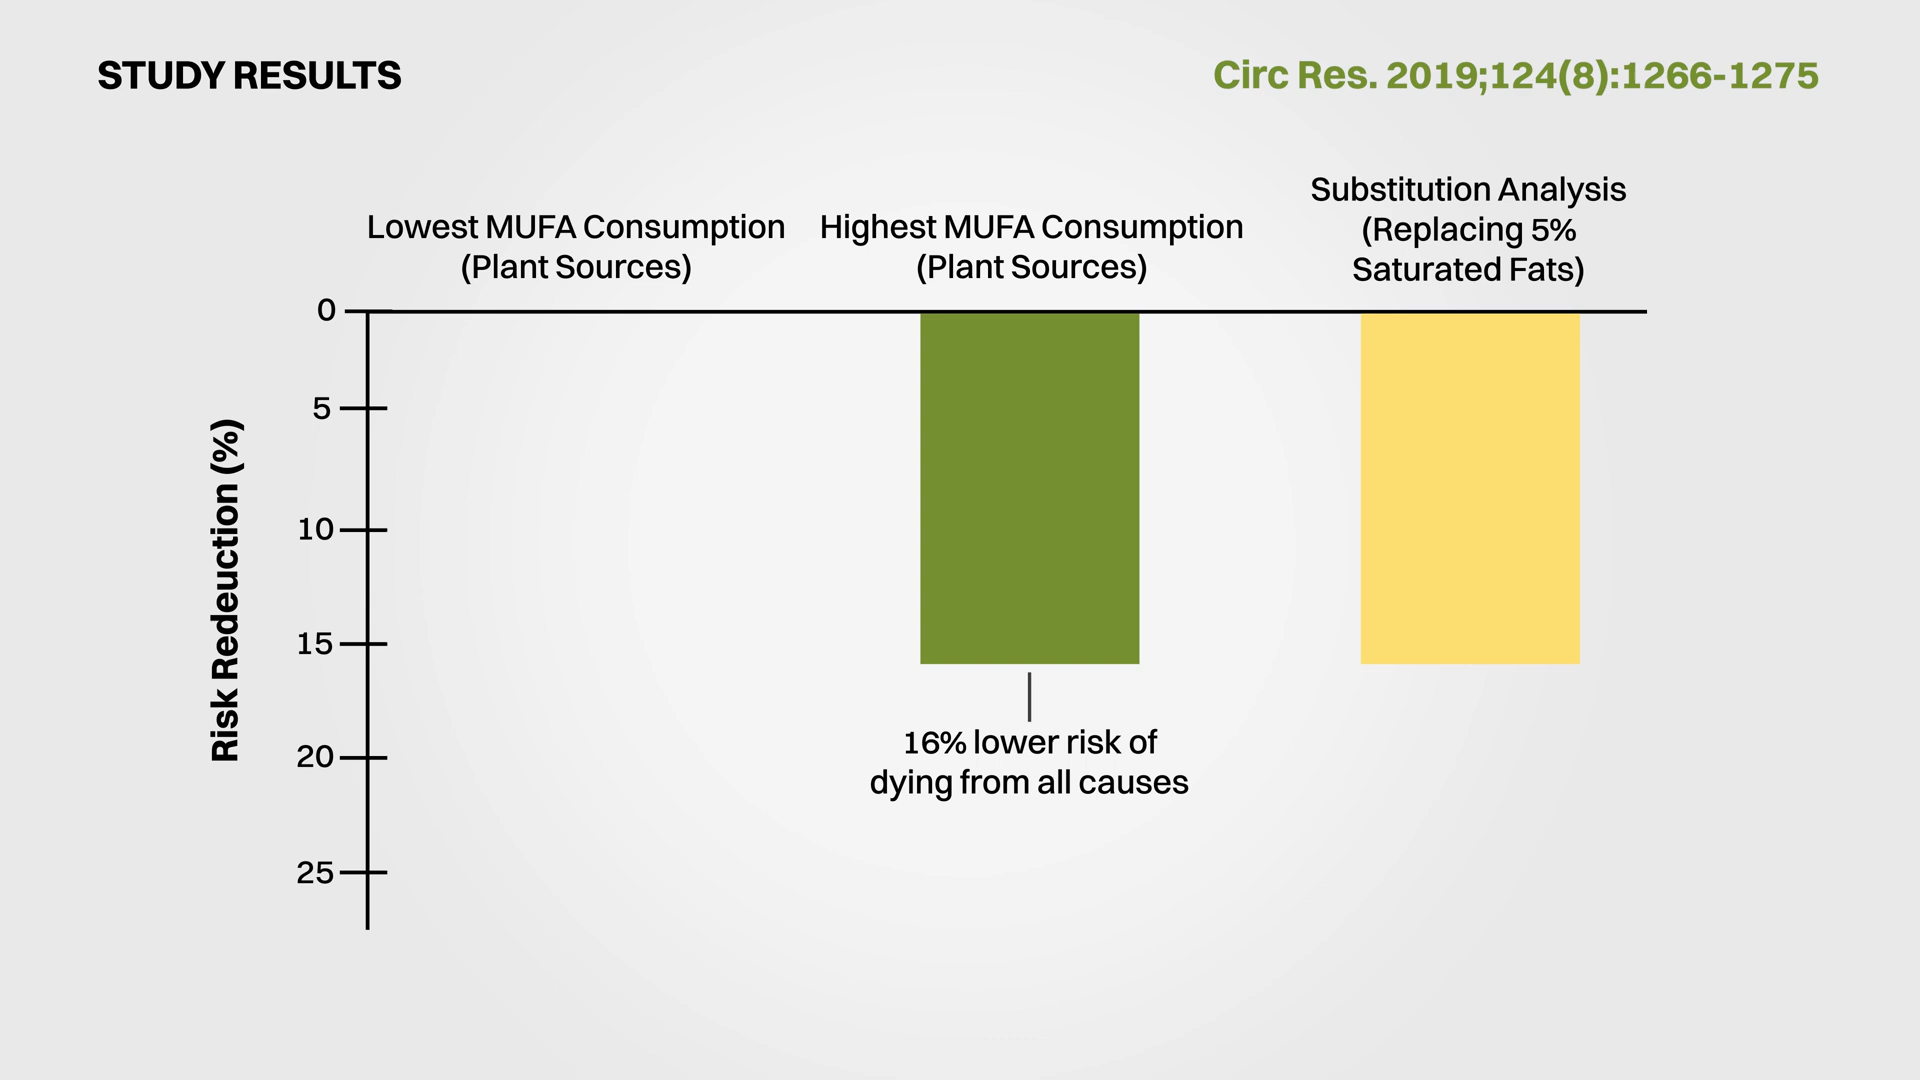 STUDY RESULTS
Circ Res. 2019;124(8):1266-1275
Lowest MUFA Consumption
(Plant Sources)
Highest MUFA Consumption
(Plant Sources)
Substitution Analysis
(Replacing 5%
Saturated Fats)
Risk Redeuction (%)
0
5
10
15
20
25
16% lower risk of
dying from all causes